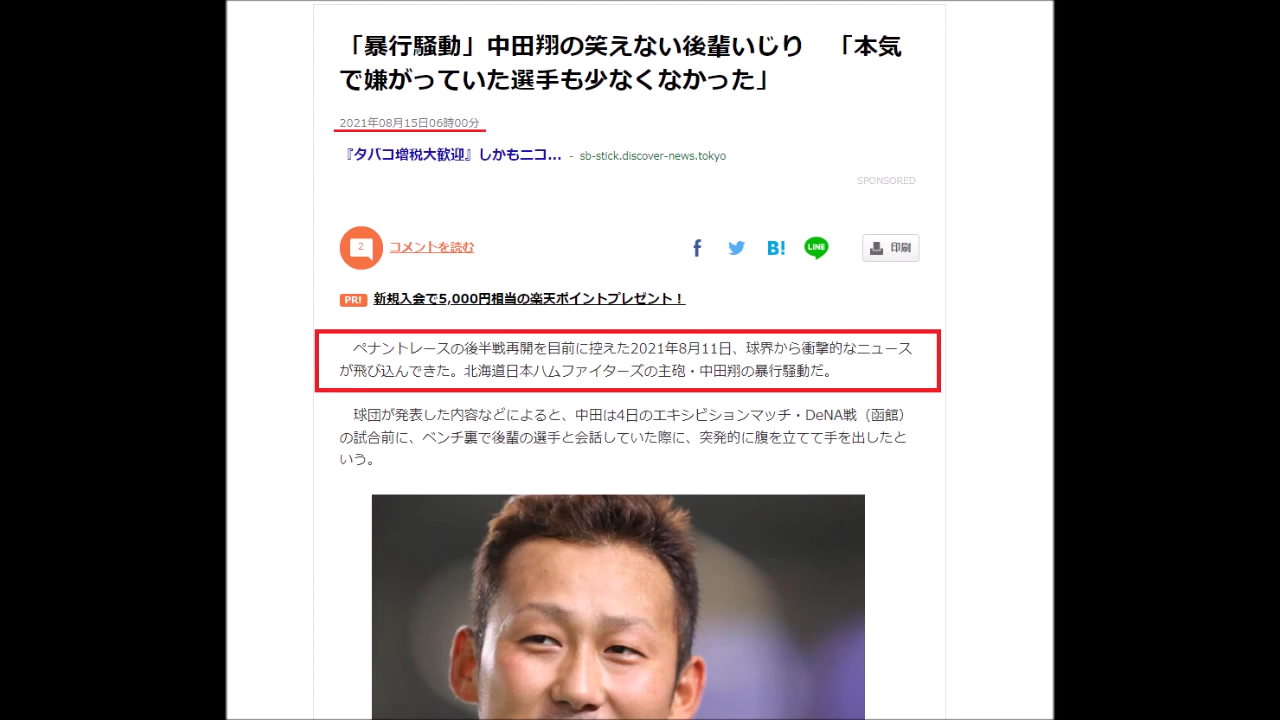 「暴行騒動」中田翔の笑えない後輩いじり　「本気
で嫌がっていた選手も少なくなかった」
2021年08月15日06時00分
『タバコ増税大歓迎』しかもニコ... - sb-stick.discover-news.tokyo
SPONSORED
2 コメントを読む
f B! LINE 印刷
PR! 新規入会で5,000円相当の楽天ポイントプレゼント！
ペナントレースの後半戦再開を目前に控えた2021年8月11日、球界から衝撃的なニュース
が飛び込んできた。北海道日本ハムファイターズの主砲・中田翔の暴行騒動だ。
球団が発表した内容などによると、中田は4日のエキシビションマッチ・DeNA戦（函館）
の試合前に、ベンチ裏で後輩の選手と会話していた際に、突発的に腹を立てて手を出したと
いう。